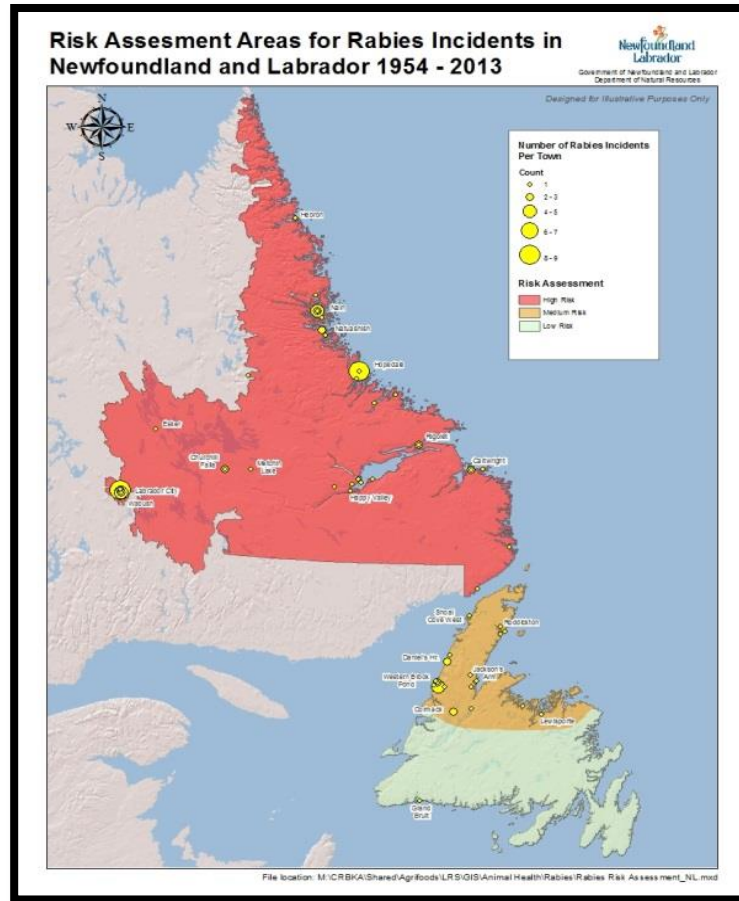 Risk Assesment Areas for Rabies Incidents in
Newfoundland and Labrador 1954 - 2013
Newfoundland
Labrador
Government of Newfoundland and Labrador
Department of Natural Resources
Designed for Illustrative Purposes Only
N
W E
S
Number of Rabies Incidents
Per Town
Count
1
2 - 3
4 - 5
6 - 7
8 - 9
Risk Assessment
High Risk
Medium Risk
Low Risk
Hebron
Nain
Natuashish
Hopedale
Esker
Churchill
Falls
Menihek
Lake
Rigolet
Cartwright
Labrador City
Wabush
Happy Valley
Shoal
Cove West
Roddickton
Daniel's Hr.
Western Brook
Pond
Jackson's
Arm
Cormack
Lewisporte
Grand
Bruit
File location: M:\CRBKA\Shared\Agrifoods\LRS\GIS\Animal Health\Rabies\Rabies Risk Assessment_NL.mxd